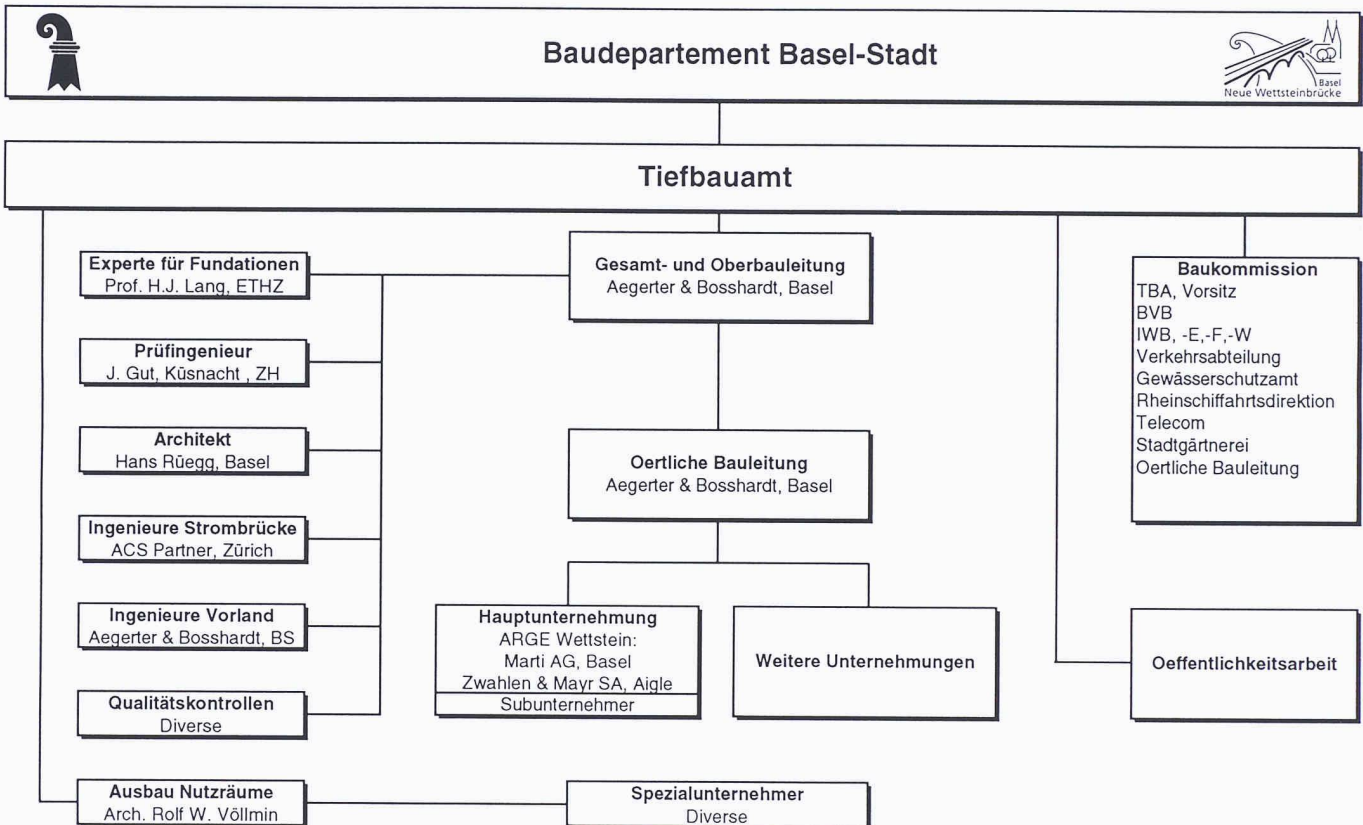 Baudepartement Basel-Stadt
Basel
Neue Wettsteinbrücke
Tiefbauamt
Experte für Fundationen
Prof. H.J. Lang, ETHZ
Prüfingenieur
J. Gut, Küsnacht , ZH
Architekt
Hans Rüegg, Basel
Ingenieure Strombrücke
ACS Partner, Zürich
Ingenieure Vorland
Aegerter & Bosshardt, BS
Qualitätskontrollen
Diverse
Ausbau Nutzräume
Arch. Rolf W. Völlmin
Gesamt- und Oberbauleitung
Aegerter & Bosshardt, Basel
Oertliche Bauleitung
Aegerter & Bosshardt, Basel
Hauptunternehmung
ARGE Wettstein:
Marti AG, Basel
Zwahlen & Mayr SA, Aigle
Subunternehmer
Weitere Unternehmungen
Spezialunternehmer
Diverse
Baukommission
TBA, Vorsitz
BVB
IWB, -E,-F,-W
Verkehrsabteilung
Gewässerschutzamt
Rheinschiffahrtsdirektion
Telecom
Stadtgärtnerei
Oertliche Bauleitung
Oeffentlichkeitsarbeit